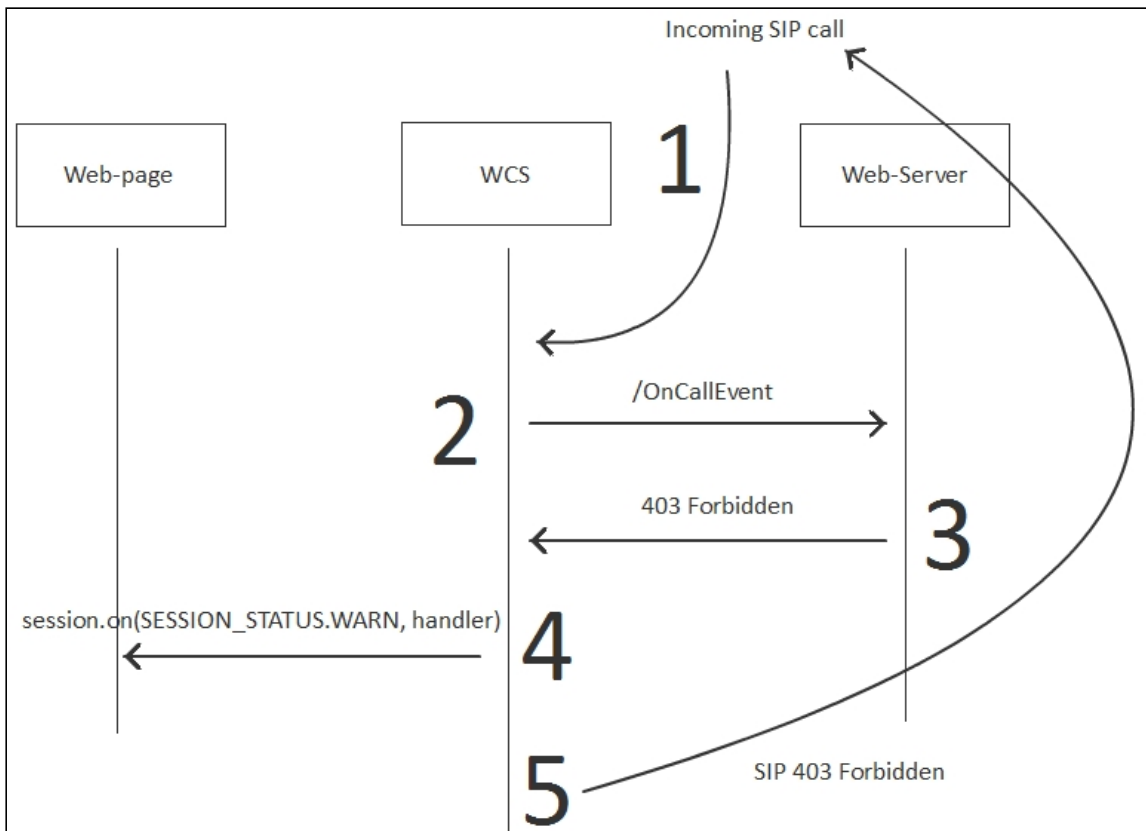 Incoming SIP call
1
Web-page
WCS
Web-Server
2
/OnCallEvent
403 Forbidden
3
session.on(SESSION_STATUS.WARN, handler)
4
5
SIP 403 Forbidden